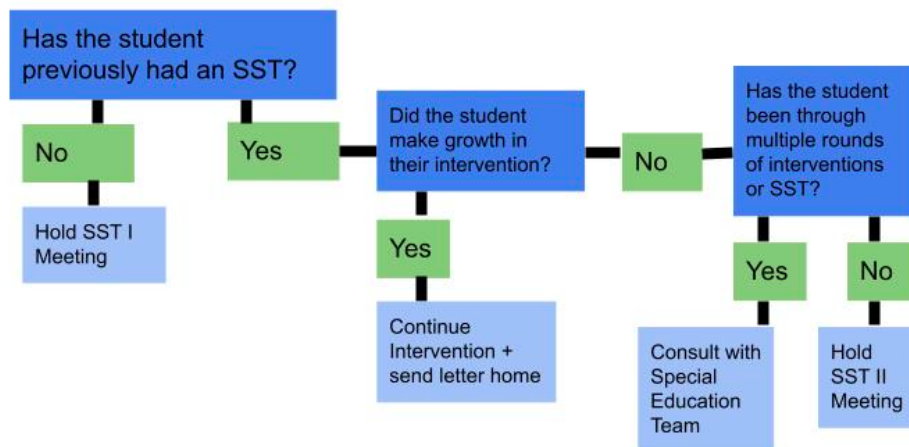 Has the student
previously had an SST?
No
Yes
Hold SST I
Meeting
Did the student
make growth in
their intervention?
Yes
No
Continue
Intervention +
send letter home
Has the student
been through
multiple rounds
of interventions
or SST?
Yes
No
Consult with
Special
Education
Team
Hold
SST II
Meeting